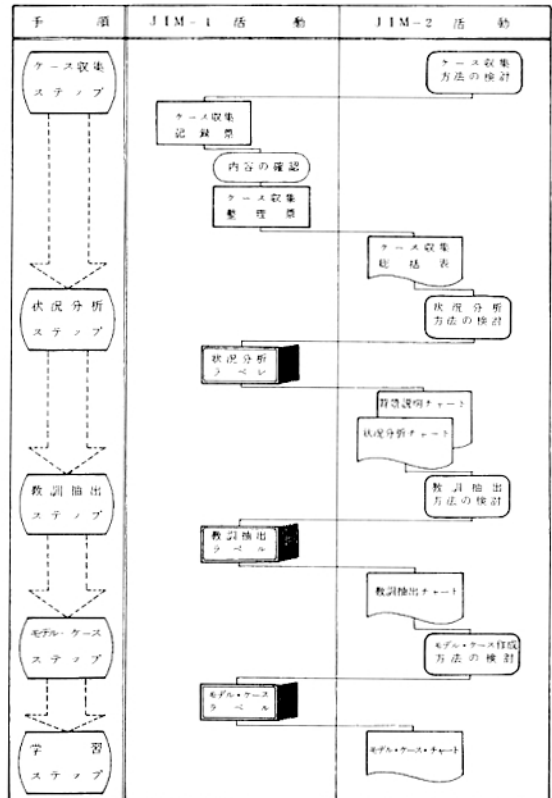 手　順
JIM-1　活　動
JIM-2　活　動
ケース収集
ステップ
ケース収集
方法の検討
ケース収集
記録票
内容の確認
ケース収集
整理票
ケース収集
総括表
状況分析
ステップ
状況分析
方法の検討
状況分析
ラベル
背景説明チャート
状況分析チャート
教訓抽出
ステップ
教訓抽出
方法の検討
教訓抽出
ラベル
教訓抽出チャート
モデル・ケース
ステップ
モデル・ケース作成
方法の検討
モデル・ケース
ラベル
学　習
ステップ
モデル・ケース・チャート